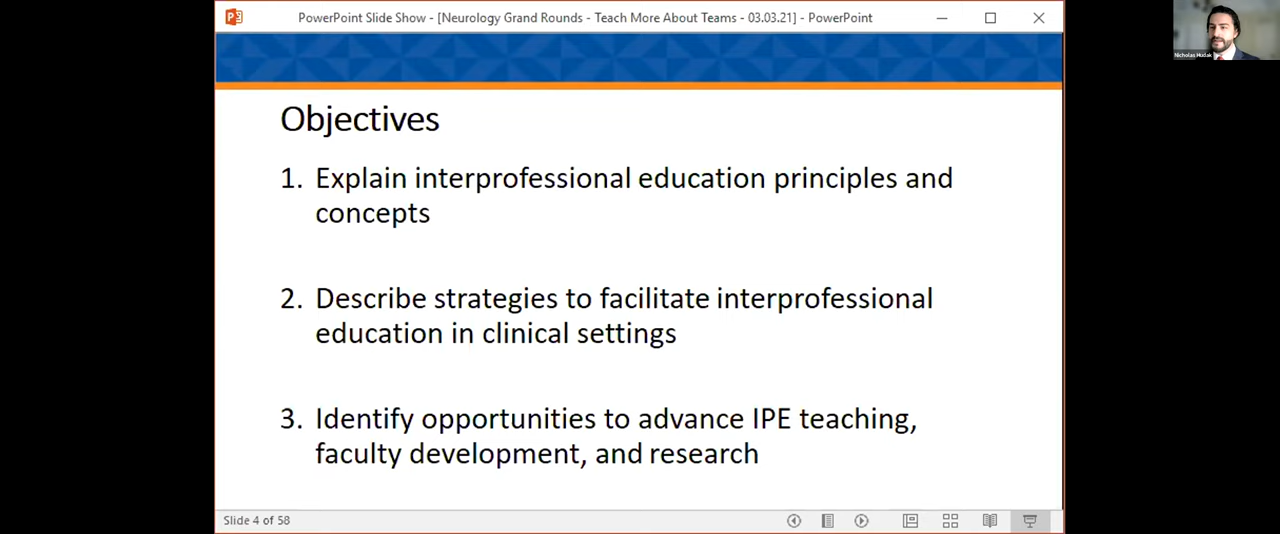 PowerPoint Slide Show - [Neurology Grand Rounds - Teach More About Teams - 03.03.21] - PowerPoint
Nicholas Hudak
Objectives
1. Explain interprofessional education principles and
concepts
2. Describe strategies to facilitate interprofessional
education in clinical settings
3. Identify opportunities to advance IPE teaching,
faculty development, and research
Slide 4 of 58